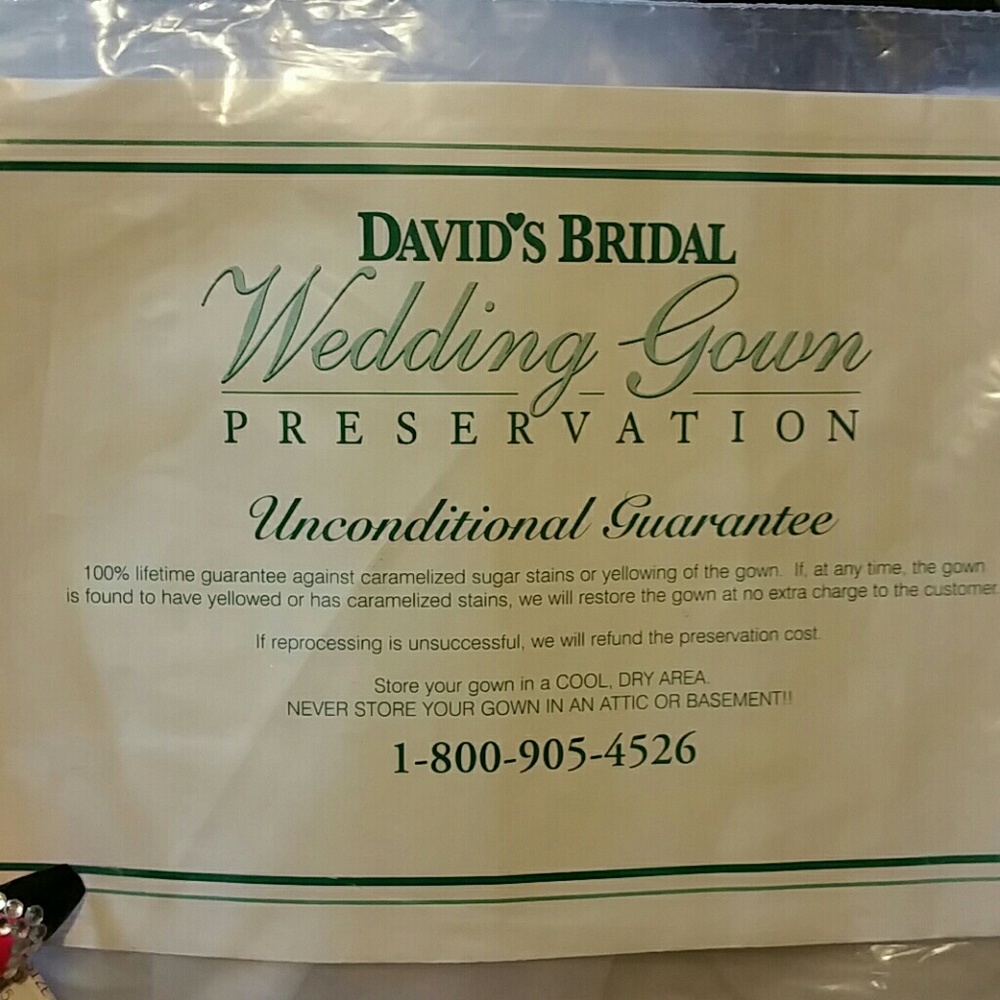 DAVID'S BRIDAL
Wedding Gown
PRESERVATION
Unconditional Guarantee
100% lifetime guarantee against caramelized sugar stains or yellowing of the gown. If, at any time, the gown
is found to have yellowed or has caramelized stains, we will restore the gown at no extra charge to the customer.
If reprocessing is unsuccessful, we will refund the preservation cost.
Store your gown in a COOL, DRY AREA.
NEVER STORE YOUR GOWN IN AN ATTIC OR BASEMENT!!
1-800-905-4526